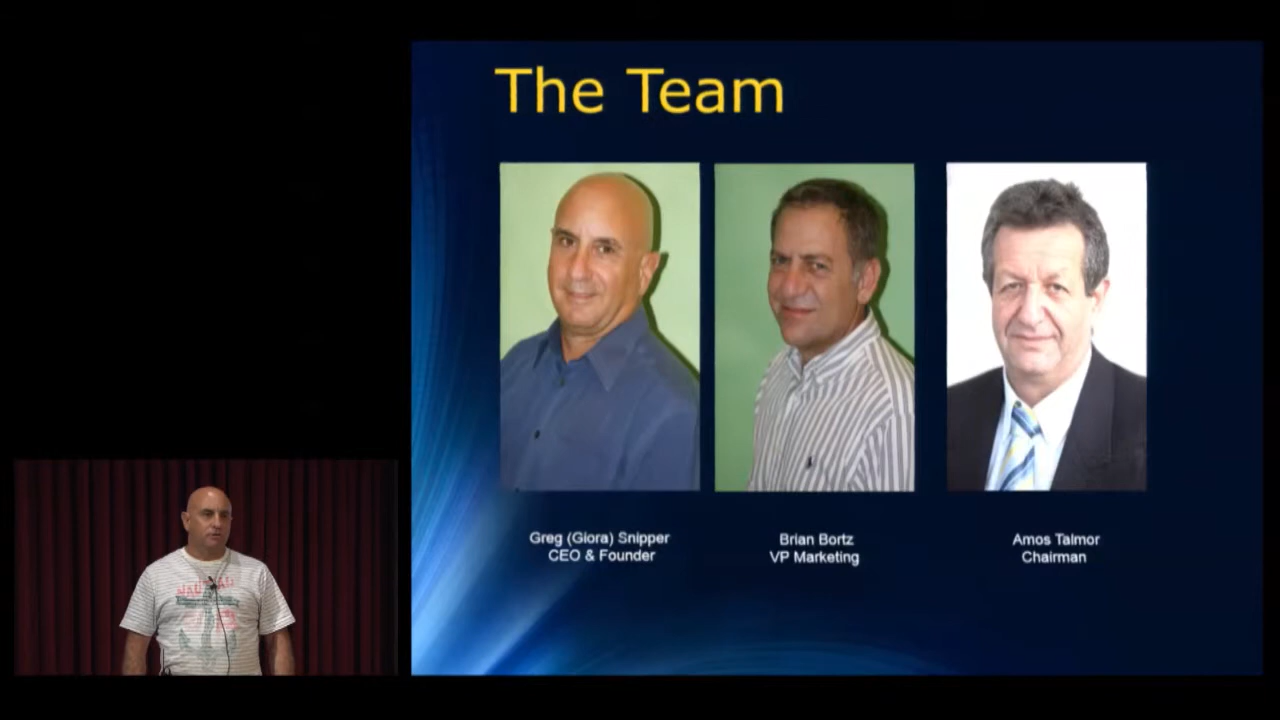 The Team
Greg (Giora) Snipper
CEO & Founder
Brian Bortz
VP Marketing
Amos Talmor
Chairman